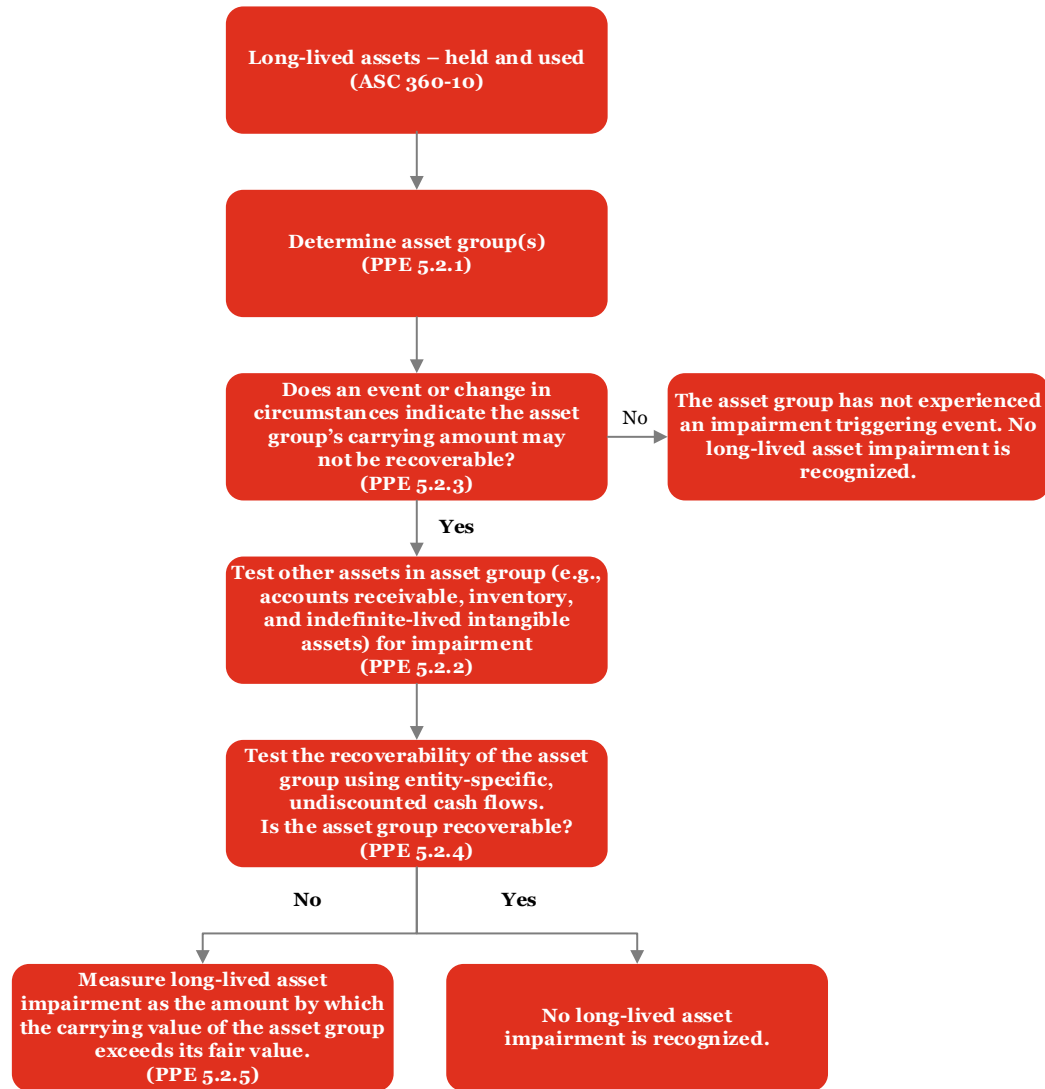 Long-lived assets – held and used
(ASC 360-10)
Determine asset group(s)
(PPE 5.2.1)
Does an event or change in
circumstances indicate the asset
group's carrying amount may
not be recoverable?
(PPE 5.2.3)
No
The asset group has not experienced
an impairment triggering event. No
long-lived asset impairment is
recognized.
Yes
Test other assets in asset group (e.g.,
accounts receivable, inventory,
and indefinite-lived intangible
assets) for impairment
(PPE 5.2.2)
Test the recoverability of the asset
group using entity-specific,
undiscounted cash flows.
Is the asset group recoverable?
(PPE 5.2.4)
No
Yes
Measure long-lived asset
impairment as the amount by which
the carrying value of the asset group
exceeds its fair value.
(PPE 5.2.5)
No long-lived asset
impairment is recognized.